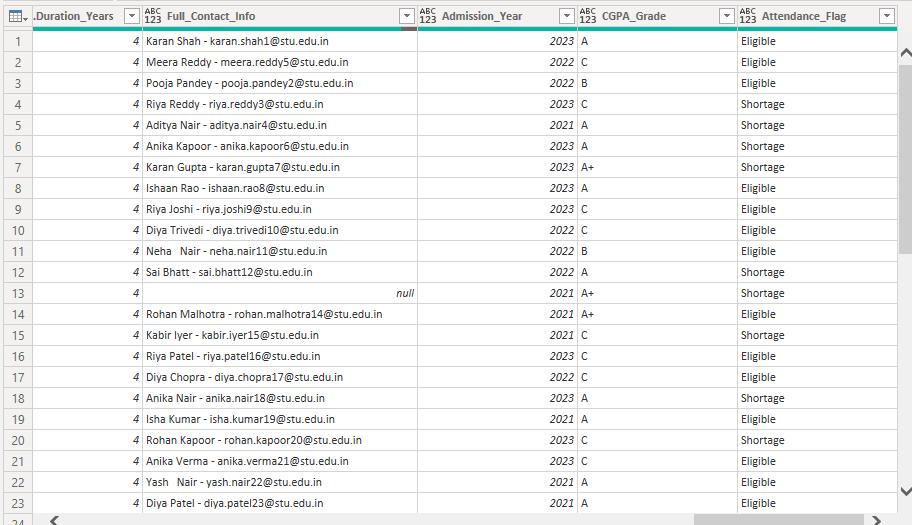 .Duration_Years ABC 123 Full_Contact_Info ABC 123 Admission_Year ABC 123 CGPA_Grade ABC 123 Attendance_Flag
1 4 Karan Shah - karan.shah1@stu.edu.in 2023 A Eligible
2 4 Meera Reddy - meera.reddy5@stu.edu.in 2022 C Eligible
3 4 Pooja Pandey - pooja.pandey2@stu.edu.in 2022 B Eligible
4 4 Riya Reddy - riya.reddy3@stu.edu.in 2023 C Shortage
5 4 Aditya Nair - aditya.nair4@stu.edu.in 2021 A Shortage
6 4 Anika Kapoor - anika.kapoor6@stu.edu.in 2023 A Shortage
7 4 Karan Gupta - karan.gupta7@stu.edu.in 2023 A+ Shortage
8 4 Ishaan Rao - ishaan.rao8@stu.edu.in 2023 A Eligible
9 4 Riya Joshi - riya.joshi9@stu.edu.in 2023 C Eligible
10 4 Diya Trivedi - diya.trivedi10@stu.edu.in 2022 C Eligible
11 4 Neha   Nair - neha.nair11@stu.edu.in 2022 B Eligible
12 4 Sai Bhatt - sai.bhatt12@stu.edu.in 2022 A Shortage
13 4 null 2021 A+ Shortage
14 4 Rohan Malhotra - rohan.malhotra14@stu.edu.in 2021 A+ Eligible
15 4 Kabir Iyer - kabir.iyer15@stu.edu.in 2021 C Shortage
16 4 Riya Patel - riya.patel16@stu.edu.in 2023 C Eligible
17 4 Diya Chopra - diya.chopra17@stu.edu.in 2022 C Eligible
18 4 Anika Nair - anika.nair18@stu.edu.in 2023 A Shortage
19 4 Isha Kumar - isha.kumar19@stu.edu.in 2021 A Eligible
20 4 Rohan Kapoor - rohan.kapoor20@stu.edu.in 2023 C Shortage
21 4 Anika Verma - anika.verma21@stu.edu.in 2023 C Eligible
22 4 Yash   Nair - yash.nair22@stu.edu.in 2021 A Eligible
23 4 Diya Patel - diya.patel23@stu.edu.in 2021 A Eligible
24